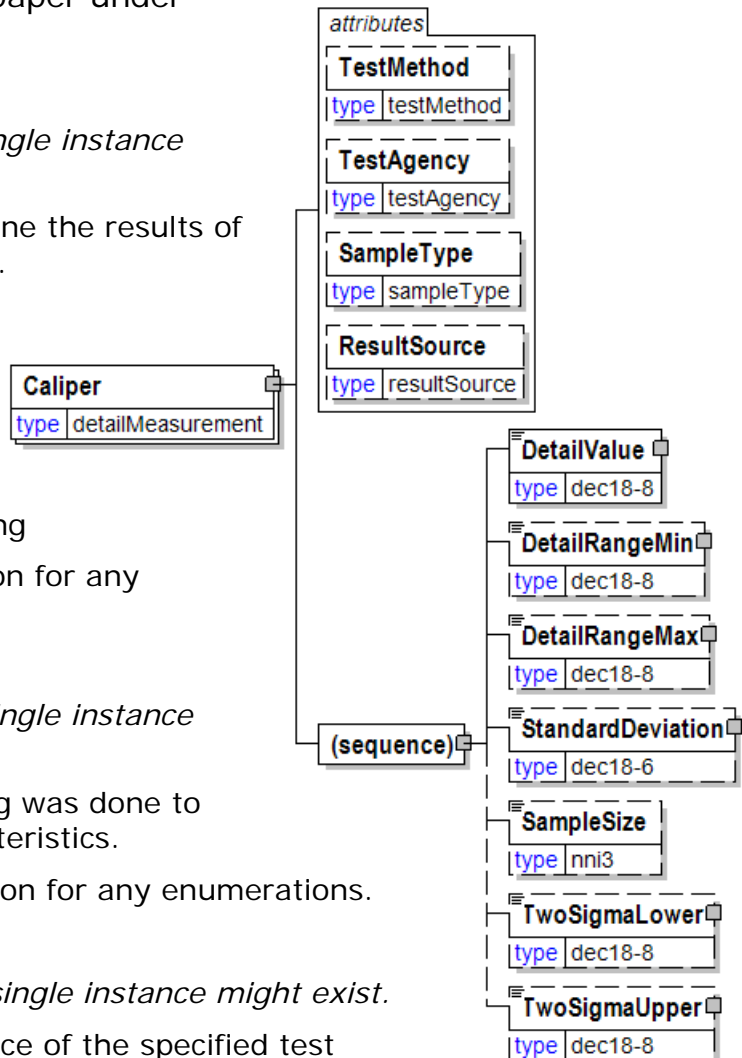 paper under
ngle instance
ne the results of
.
ng
on for any
ingle instance
g was done to
teristics.
on for any enumerations.
single instance might exist.
ce of the specified test
attributes
TestMethod
type testMethod
TestAgency
type testAgency
SampleType
type sampleType
ResultSource
type resultSource
Caliper
type detailMeasurement
(sequence)
DetailValue
type dec18-8
DetailRangeMin
type dec18-8
DetailRangeMax
type dec18-8
StandardDeviation
type dec18-6
SampleSize
type nni3
TwoSigmaLower
type dec18-8
TwoSigmaUpper
type dec18-8